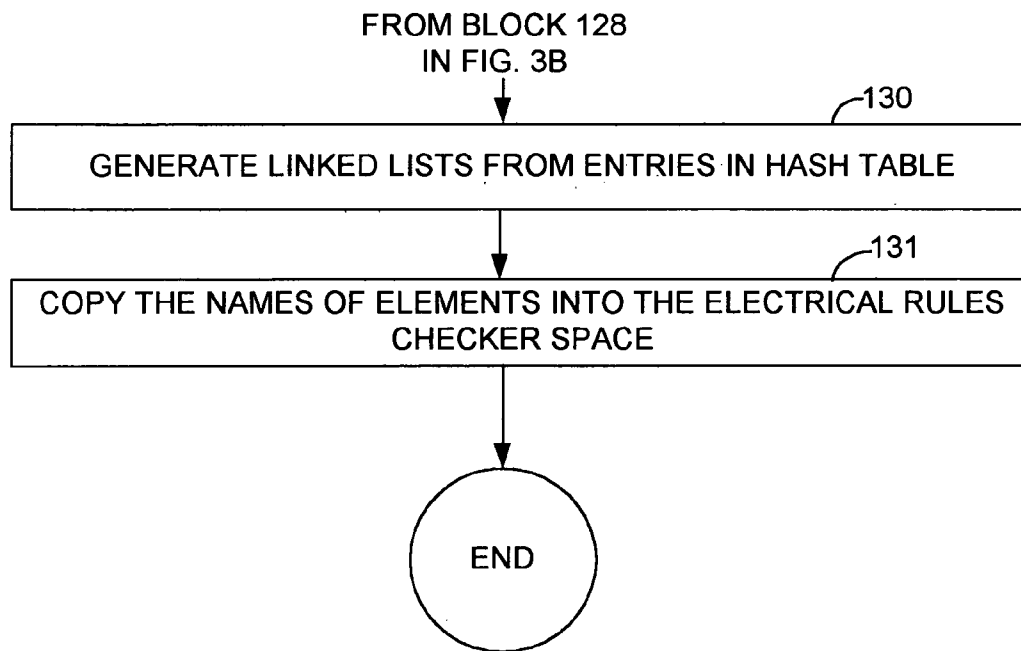 FROM BLOCK 128
IN FIG. 3B
130
GENERATE LINKED LISTS FROM ENTRIES IN HASH TABLE
131
COPY THE NAMES OF ELEMENTS INTO THE ELECTRICAL RULES
CHECKER SPACE
END